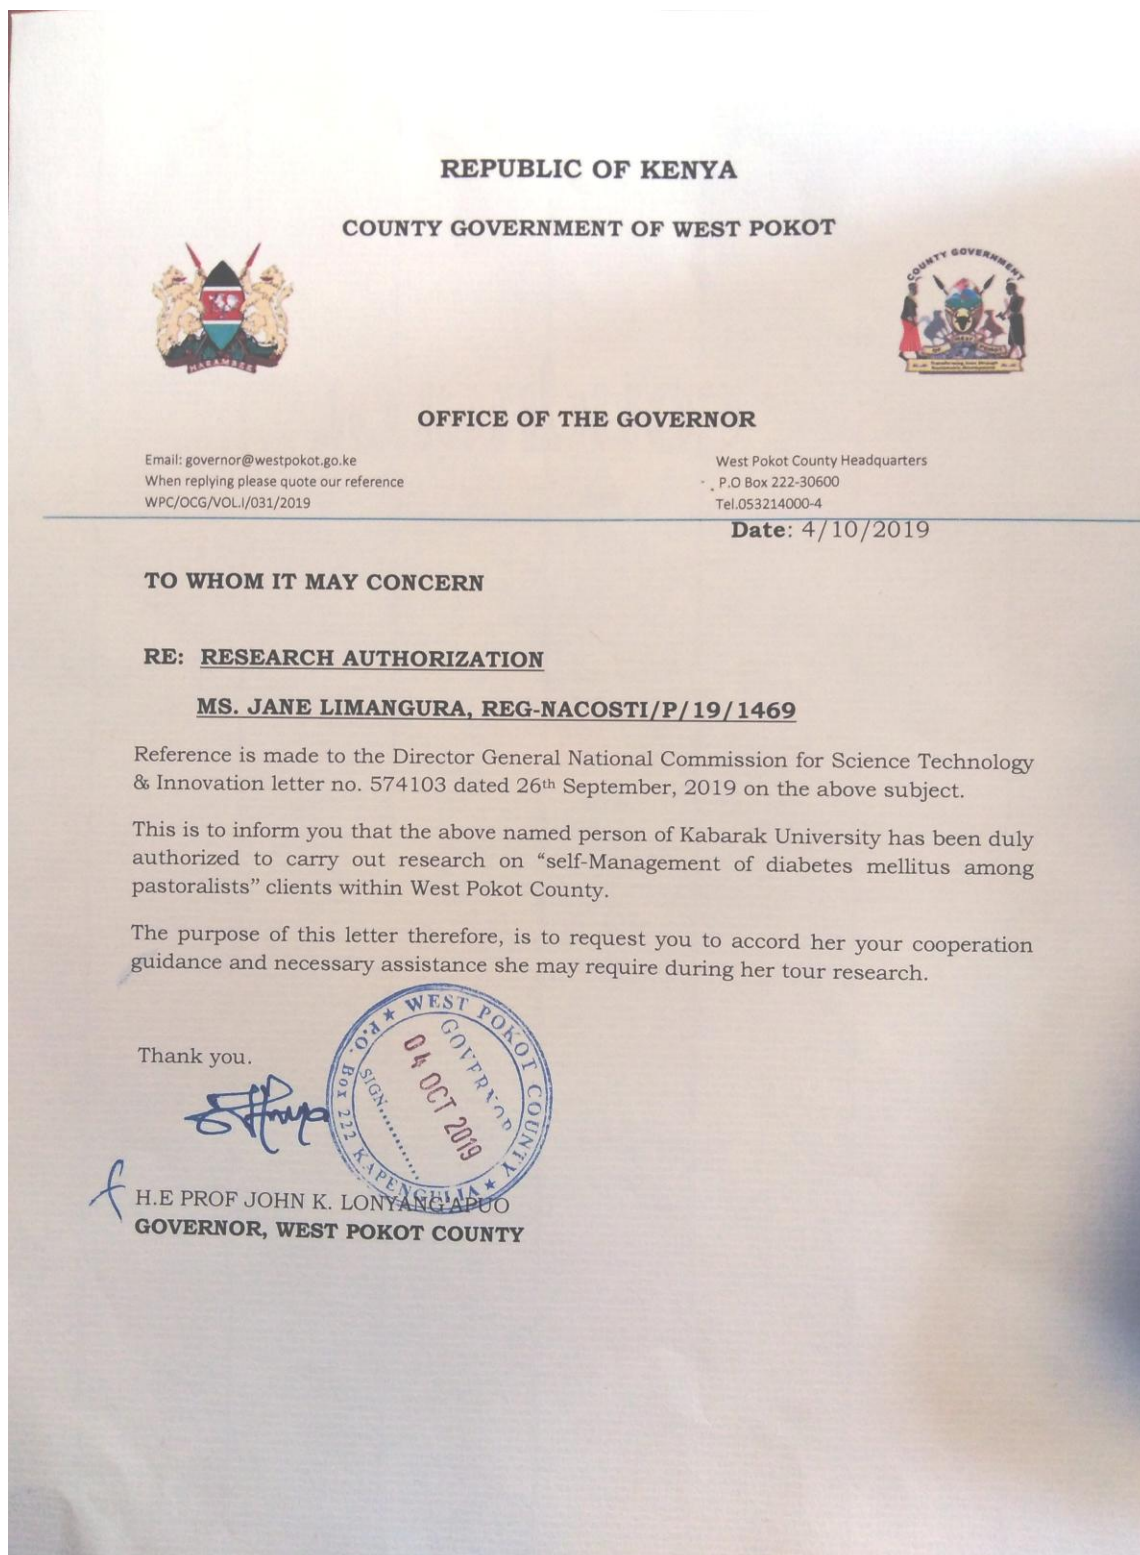 REPUBLIC OF KENYA
COUNTY GOVERNMENT OF WEST POKOT
HARAMBEE
COUNTY GOVERNMENT
OF WEST POKOT
OFFICE OF THE GOVERNOR
Email: governor@westpokot.go.ke
When replying please quote our reference
WPC/OCG/VOL.I/031/2019
West Pokot County Headquarters
P.O Box 222-30600
Tel.053214000-4
Date: 4/10/2019
TO WHOM IT MAY CONCERN
RE: RESEARCH AUTHORIZATION
MS. JANE LIMANGURA, REG-NACOSTI/P/19/1469
Reference is made to the Director General National Commission for Science Technology
& Innovation letter no. 574103 dated 26th September, 2019 on the above subject.
This is to inform you that the above named person of Kabarak University has been duly
authorized to carry out research on “self-Management of diabetes mellitus among
pastoralists” clients within West Pokot County.
The purpose of this letter therefore, is to request you to accord her your cooperation
guidance and necessary assistance she may require during her tour research.
Thank you.
WEST POKOT COUNTY
P.O. Box 222 KAPENGURIA
GOVERNOR
04 OCT 2019
SIGN............
H.E PROF JOHN K. LONYANGAPUO
GOVERNOR, WEST POKOT COUNTY